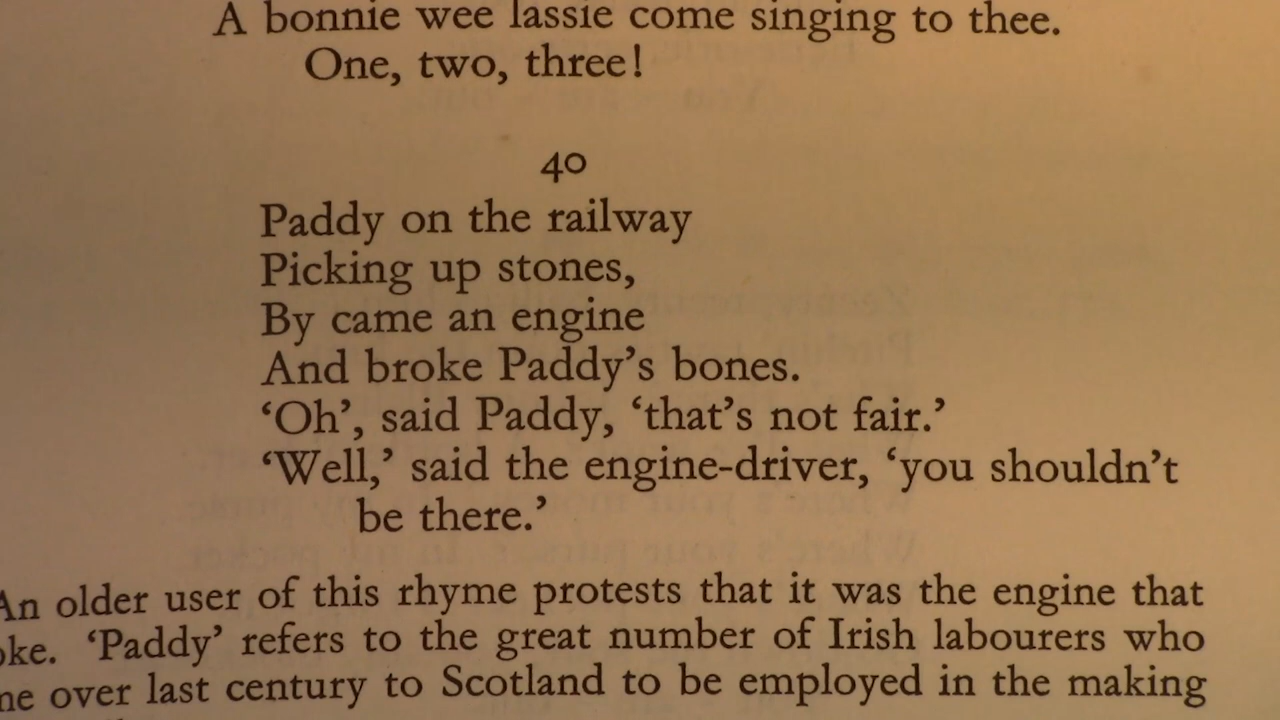 A bonnie wee lassie come singing to thee.
One, two, three!
40
Paddy on the railway
Picking up stones,
By came an engine
And broke Paddy’s bones.
‘Oh’, said Paddy, ‘that’s not fair.’
‘Well,’ said the engine-driver, ‘you shouldn’t
be there.’
An older user of this rhyme protests that it was the engine that
oke. ‘Paddy’ refers to the great number of Irish labourers who
me over last century to Scotland to be employed in the making